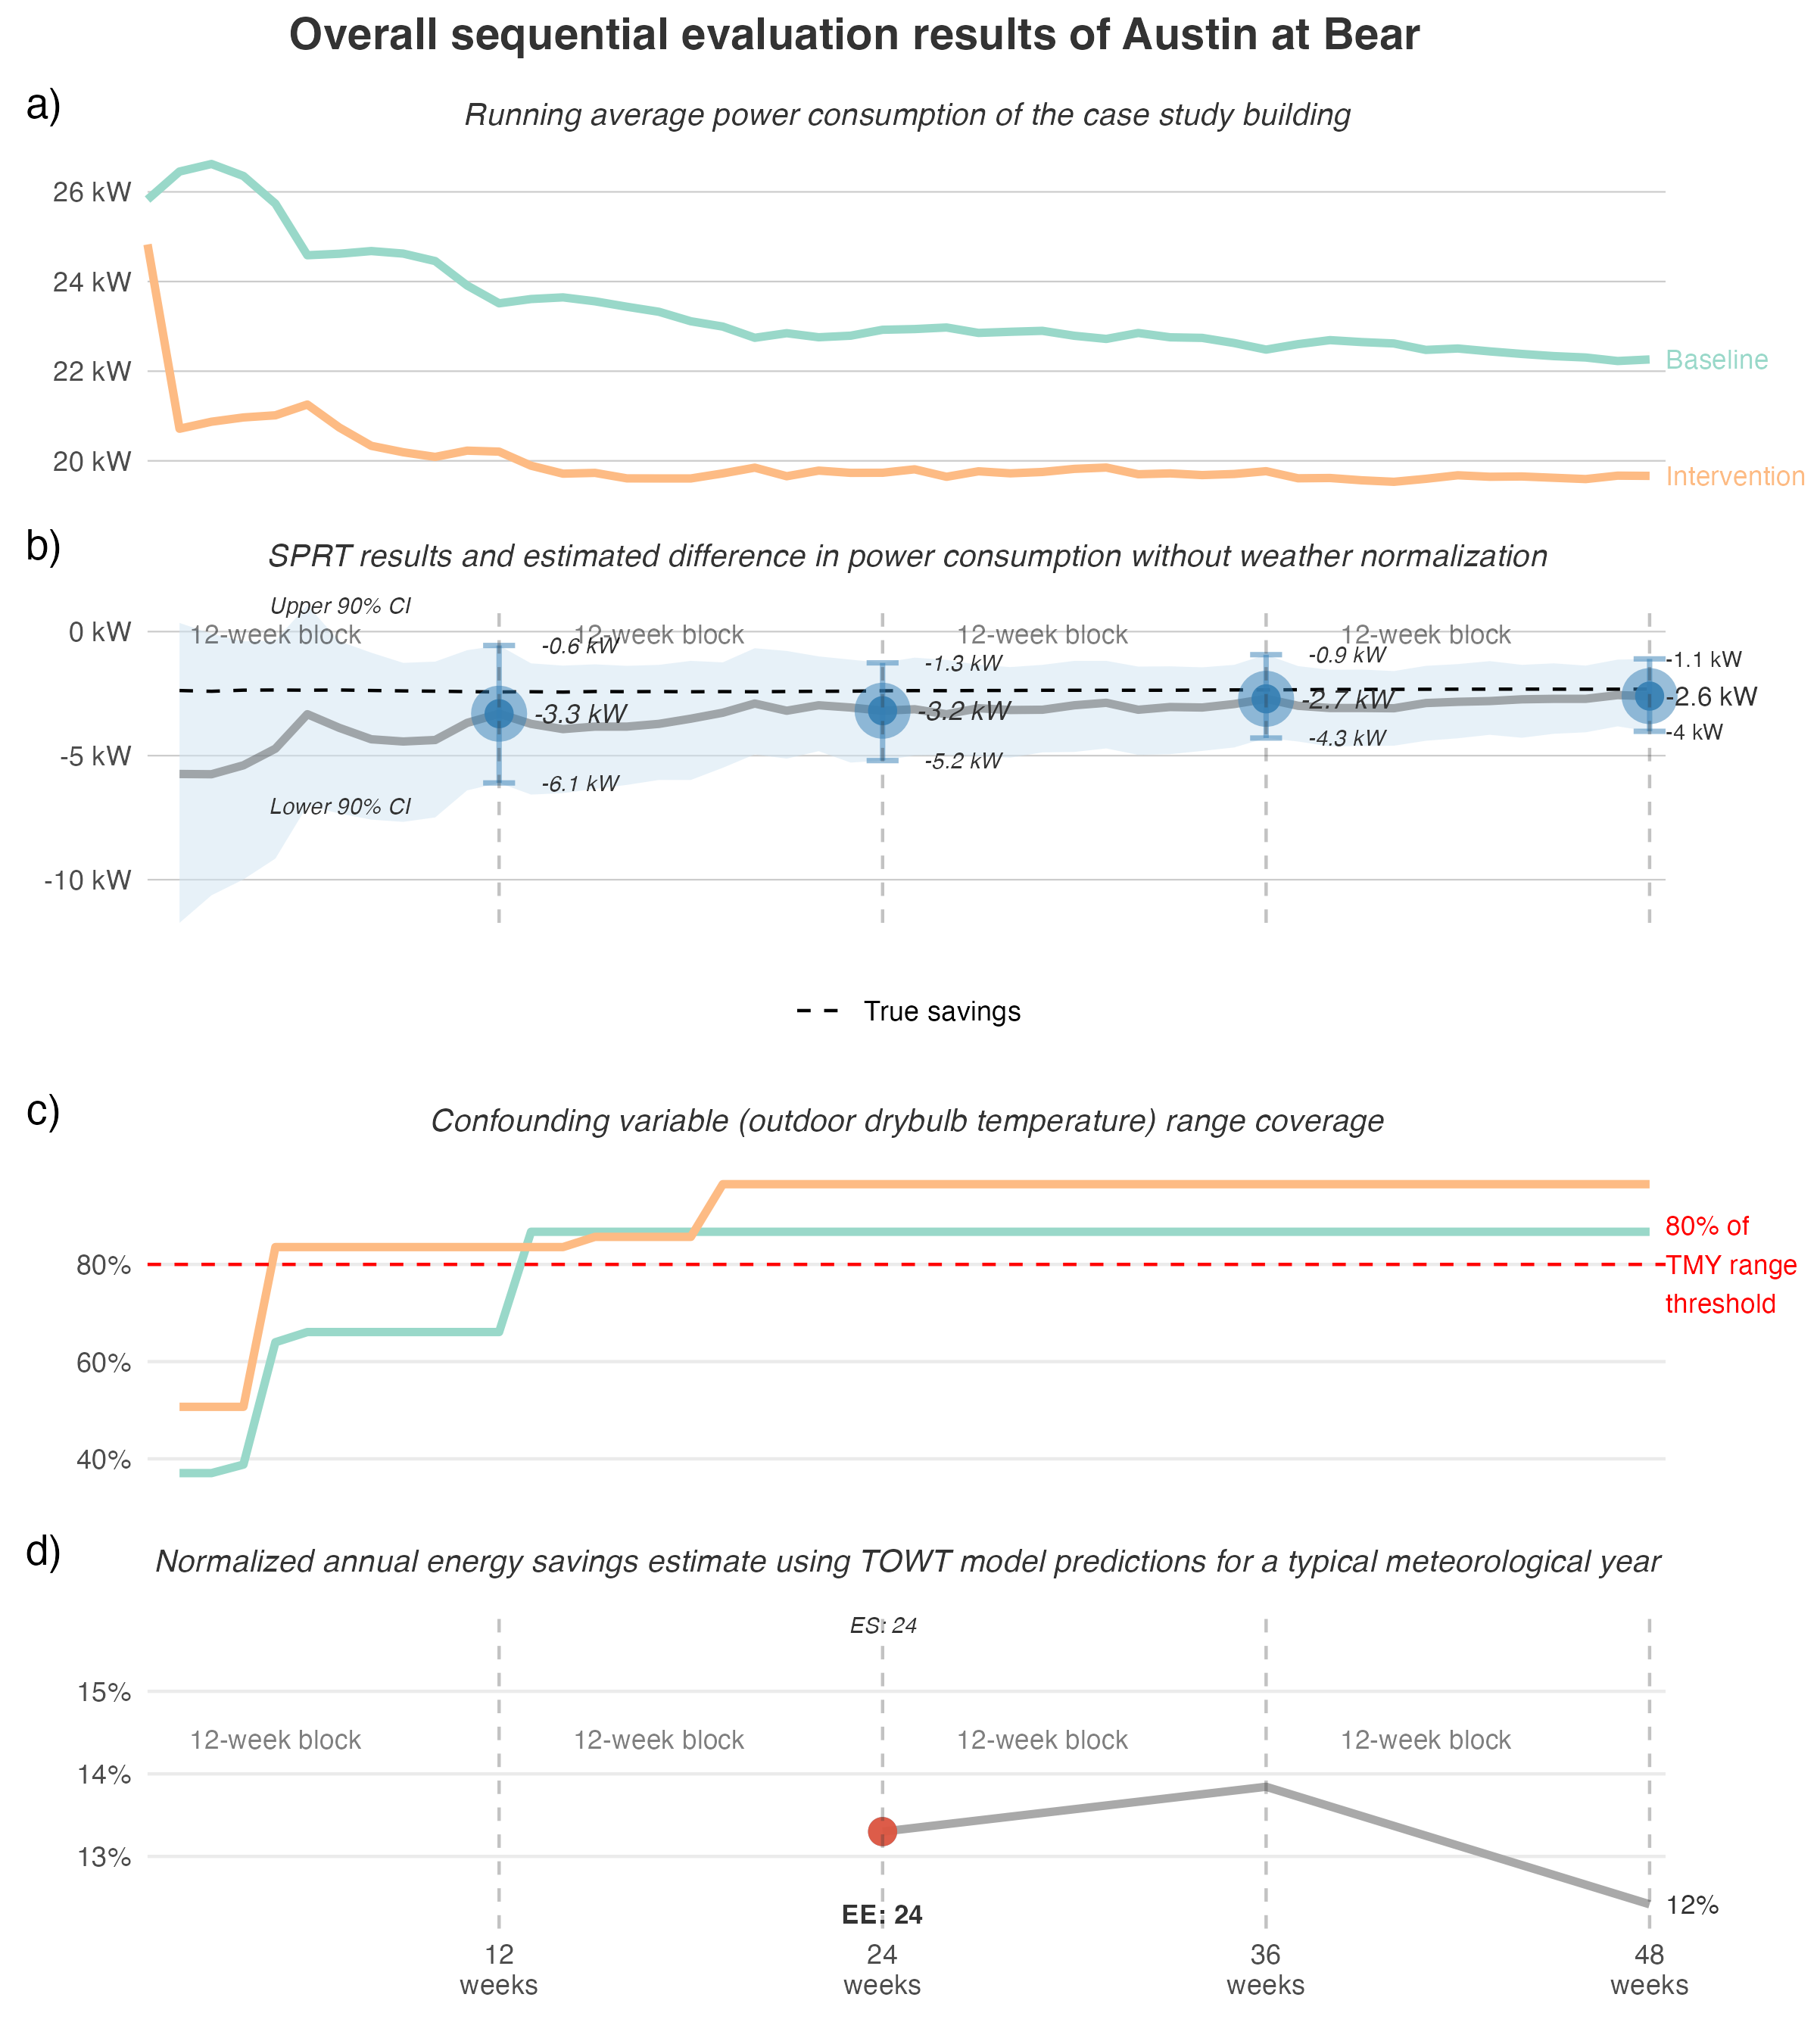 Overall sequential evaluation results of Austin at Bear
a)
Running average power consumption of the case study building
26 kW
24 kW
22 kW
20 kW
Baseline
Intervention
b)
SPRT results and estimated difference in power consumption without weather normalization
Upper 90% CI
0 kW
12-week block
12-week block
12-week block
12-week block
-0.6 kW
-1.3 kW
-0.9 kW
-1.1 kW
-3.3 kW
-3.2 kW
-2.7 kW
-2.6 kW
-5 kW
-6.1 kW
-5.2 kW
-4.3 kW
-4 kW
Lower 90% CI
-10 kW
True savings
c)
Confounding variable (outdoor drybulb temperature) range coverage
80%
60%
40%
80% of
TMY range
threshold
d)
Normalized annual energy savings estimate using TOWT model predictions for a typical meteorological year
ES: 24
15%
12-week block
12-week block
12-week block
12-week block
14%
13%
12%
EE: 24
12
weeks
24
weeks
36
weeks
48
weeks